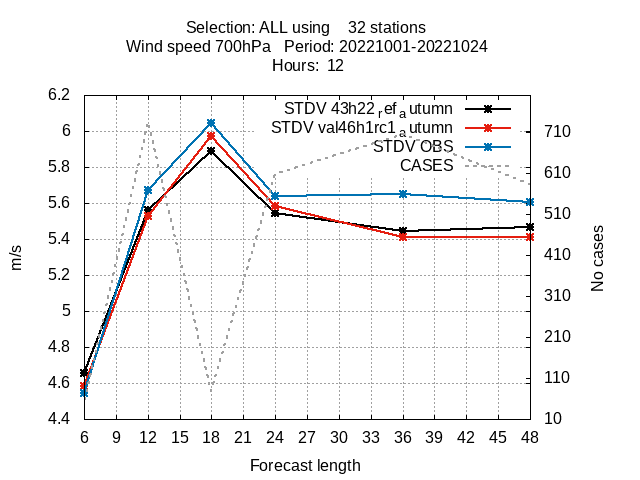 Selection: ALL using    32 stations
Wind speed 700hPa   Period: 20221001-20221024
Hours:  12
STDV 43h22_ref_autumn
STDV val46h1rc1_autumn
STDV OBS
CASES
6.2
6
5.8
5.6
5.4
5.2
5
4.8
4.6
4.4
m/s
710
610
510
410
310
210
110
10
No cases
6 9 12 15 18 21 24 27 30 33 36 39 42 45 48
Forecast length